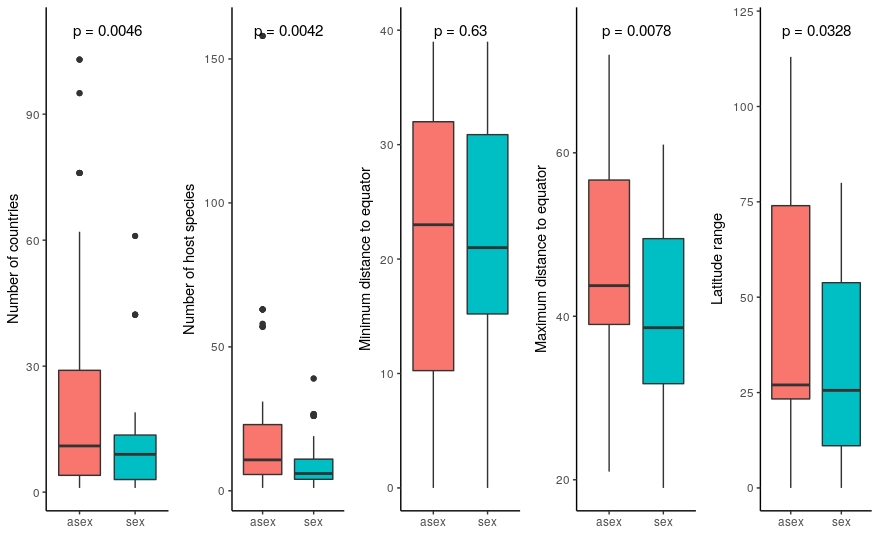 p = 0.0046
90
60
30
0
Number of countries
asex
sex
p = 0.0042
150
100
50
0
Number of host species
asex
sex
p = 0.63
40
30
20
10
0
Minimum distance to equator
asex
sex
p = 0.0078
60
40
20
Maximum distance to equator
asex
sex
p = 0.0328
125
100
75
50
25
0
Latitude range
asex
sex